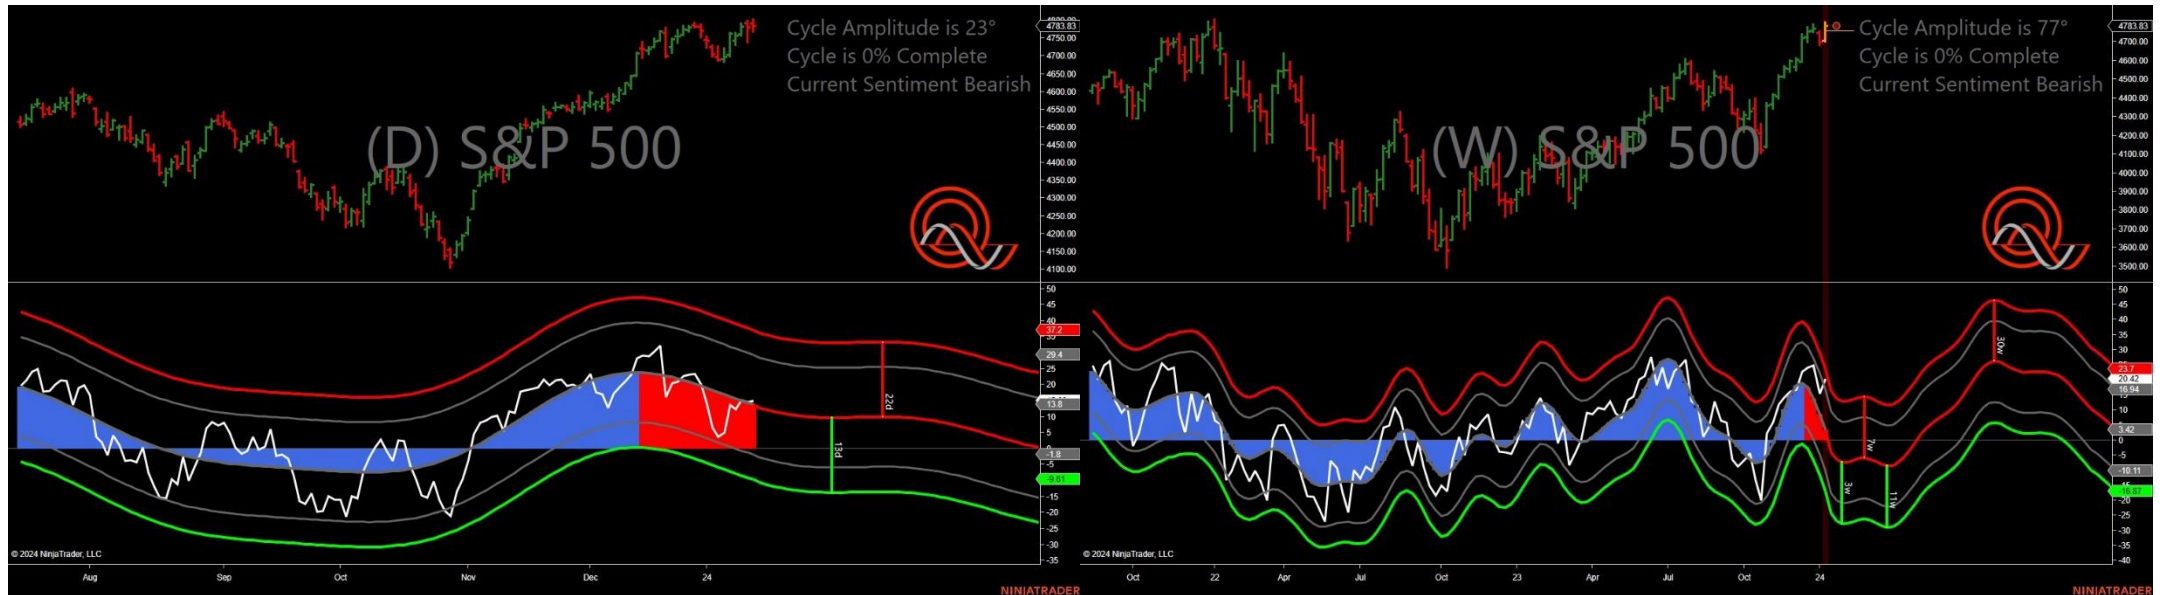 Cycle Amplitude is 23°
Cycle is 0% Complete
Current Sentiment Bearish
(D) S&P 500
4783.83
4700.00
4650.00
4600.00
4550.00
4500.00
4450.00
4400.00
4350.00
4300.00
4250.00
4200.00
4150.00
4100.00
50
45
40
37.2
29.4
25
20
13.8
10
5
0
-1.8
-5
-9.61
-15
-20
-25
-30
-35
22d
13d
© 2024 NinjaTrader, LLC
Aug
Sep
Oct
Nov
Dec
24
NINJATRADER
Cycle Amplitude is 77°
Cycle is 0% Complete
Current Sentiment Bearish
(W) S&P 500
4783.83
4700.00
4600.00
4500.00
4400.00
4300.00
4200.00
4100.00
4000.00
3900.00
3800.00
3700.00
3600.00
3500.00
50
45
40
35
30
23.7
20.42
16.94
10
3.42
0
-5
-10.11
-16.67
-20
-25
-30
-35
-40
30w
7w
3w
11w
© 2024 NinjaTrader, LLC
Oct
22
Apr
Jul
Oct
23
Apr
Jul
Oct
24
NINJATRADER